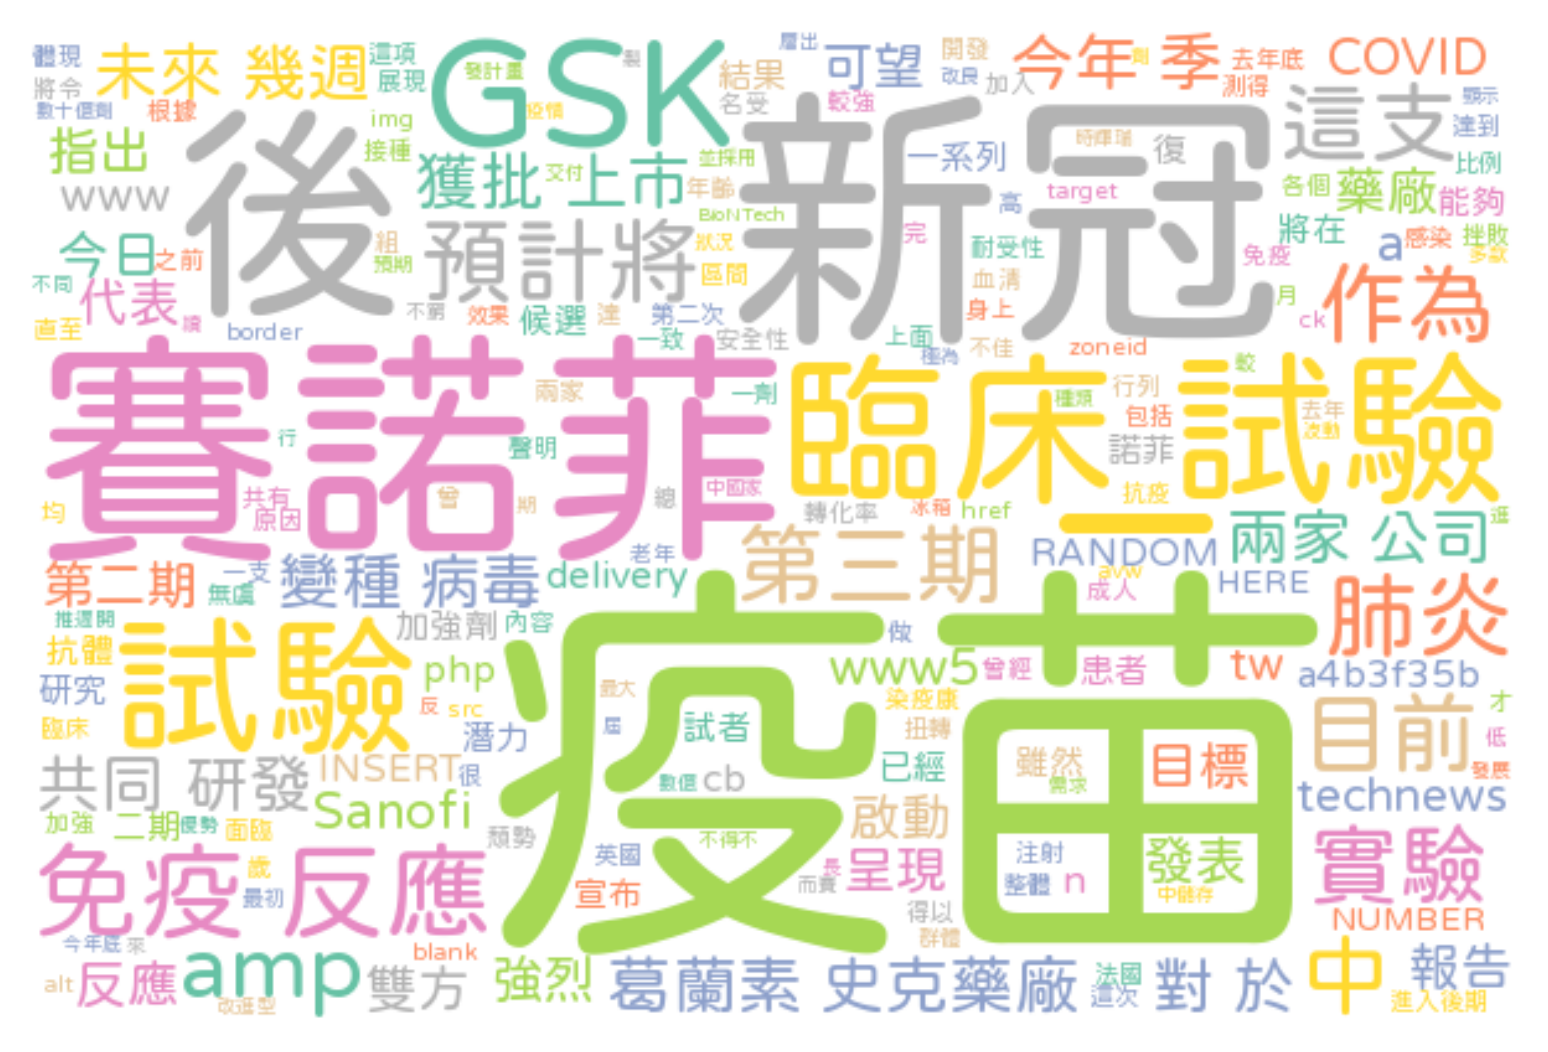 體現 未來 幾週 這項 GSK 發計畫 製 層出 可望 開發 今年 劑 季 去年底 COVID
將令 展現 結果 改良 加入 測得 顯示
數十億劑 根據 img 疫情 名受 較強 這支 達到
指出 接種 後 獲批 上市 交付 並採用 新冠 一系列 時輝瑞 復 比例
www 年齡 target 各個 藥廠 能夠
今日 之前 組 預期 預計將 BioNTech 狀況 區間 完 高 耐受性 免疫 將在 a 感染 挫敗 多款
不同 代表 續 不窮 效果 候選 達 第二次 血清 身上 月 ck 作為
直至 border 一致 安全性 上面 極為 不佳 zoneid
賽諾菲 兩家 一劑 臨床_試驗 種類 行列 較 去年 波動
行 聲明 包括 諾菲
共有 原因 曾 期 總 中國家 轉化率 冰箱 href 抗疫
均 第三期 RANDOM 兩家 公司 進
第二期 一支 變種 病毒 老年 delivery avw 成人 HERE
無虞 肺炎
推遲開 試驗 加強劑 內容 疫苗 做
抗體 php www5 曾經 患者 tw a4b3f35b
研究 反 src 最大 染疫康 才
臨床 潛力 屆 試者 扭轉 目前 低
共同 研發 INSERT 很 數億 cb 已經 雖然 需求 目標 發展
Sanofi technews
加強 二期 優勢 面臨 頹勢 不得不 啟動
免疫 反應 歲 英國 呈現 注射 發表 實驗
最初 宣布 而賽 長 整體 n 中儲存
得以 NUMBER
今年底 來 blank 群體
alt 反應 amp 雙方 強烈 葛蘭素 史克藥廠 法國 對 於 中 報告
改進型 這次 進入後期